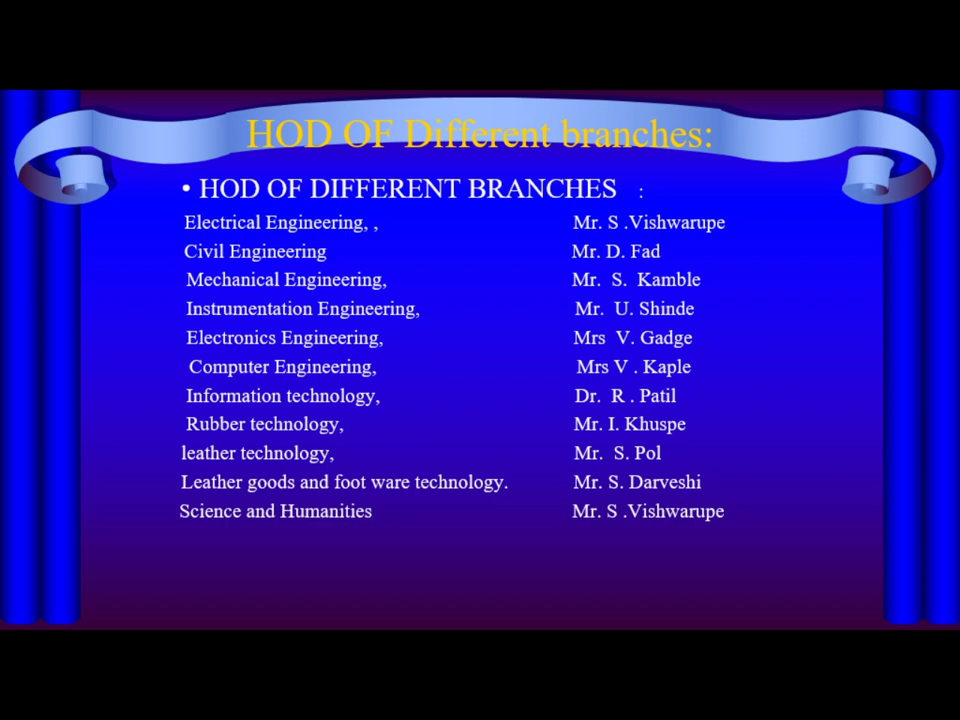 HOD OF Different branches:
• HOD OF DIFFERENT BRANCHES :
Electrical Engineering, , Mr. S .Vishwarupe
Civil Engineering Mr. D. Fad
Mechanical Engineering, Mr. S. Kamble
Instrumentation Engineering, Mr. U. Shinde
Electronics Engineering, Mrs V. Gadge
Computer Engineering, Mrs V . Kaple
Information technology, Dr. R . Patil
Rubber technology, Mr. I. Khuspe
leather technology, Mr. S. Pol
Leather goods and foot ware technology. Mr. S. Darveshi
Science and Humanities Mr. S .Vishwarupe